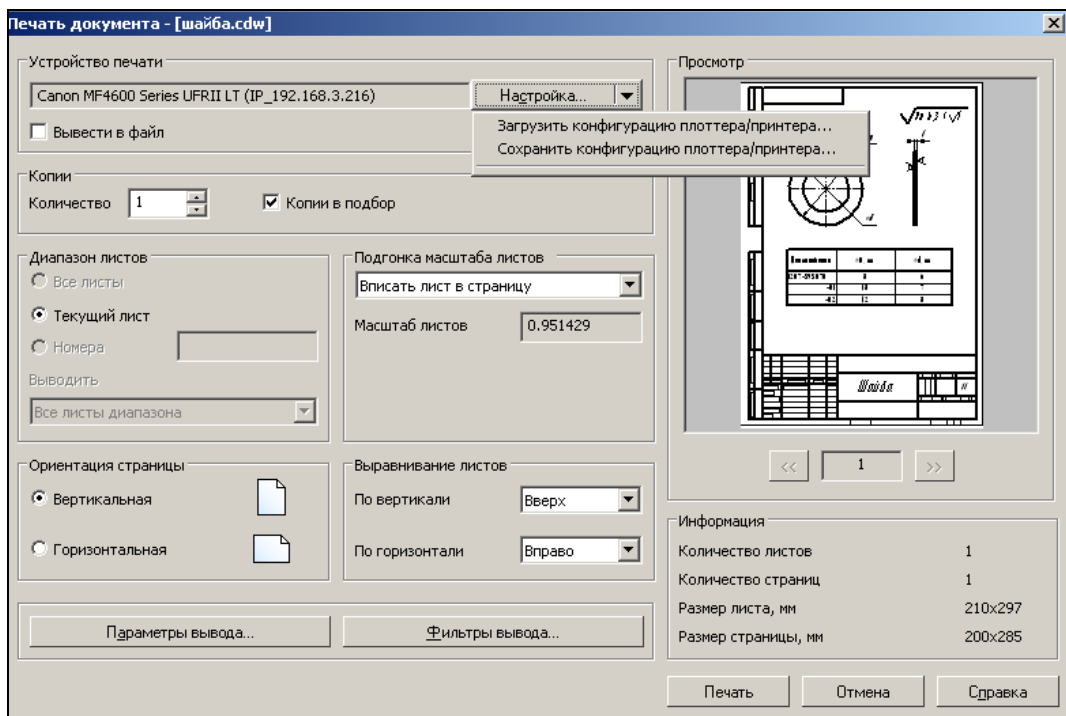 Печать документа - [шайба.cdw]
Устройство печати
Canon MF4600 Series UFRII LT (IP_192.168.3.216)
Настройка...
Загрузить конфигурацию плоттера/принтера...
Сохранить конфигурацию плоттера/принтера...
Вывести в файл
Копии
Количество 1
Копии в подбор
Диапазон листов
Все листы
Текущий лист
Номера
Выводить
Все листы диапазона
Подгонка масштаба листов
Вписать лист в страницу
Масштаб листов 0.951429
Ориентация страницы
Вертикальная
Горизонтальная
Выравнивание листов
По вертикали Вверх
По горизонтали Вправо
Параметры вывода...
Фильтры вывода...
Просмотр
Шайба
<< 1 >>
Информация
Количество листов 1
Количество страниц 1
Размер листа, мм 210x297
Размер страницы, мм 200x285
Печать
Отмена
Справка